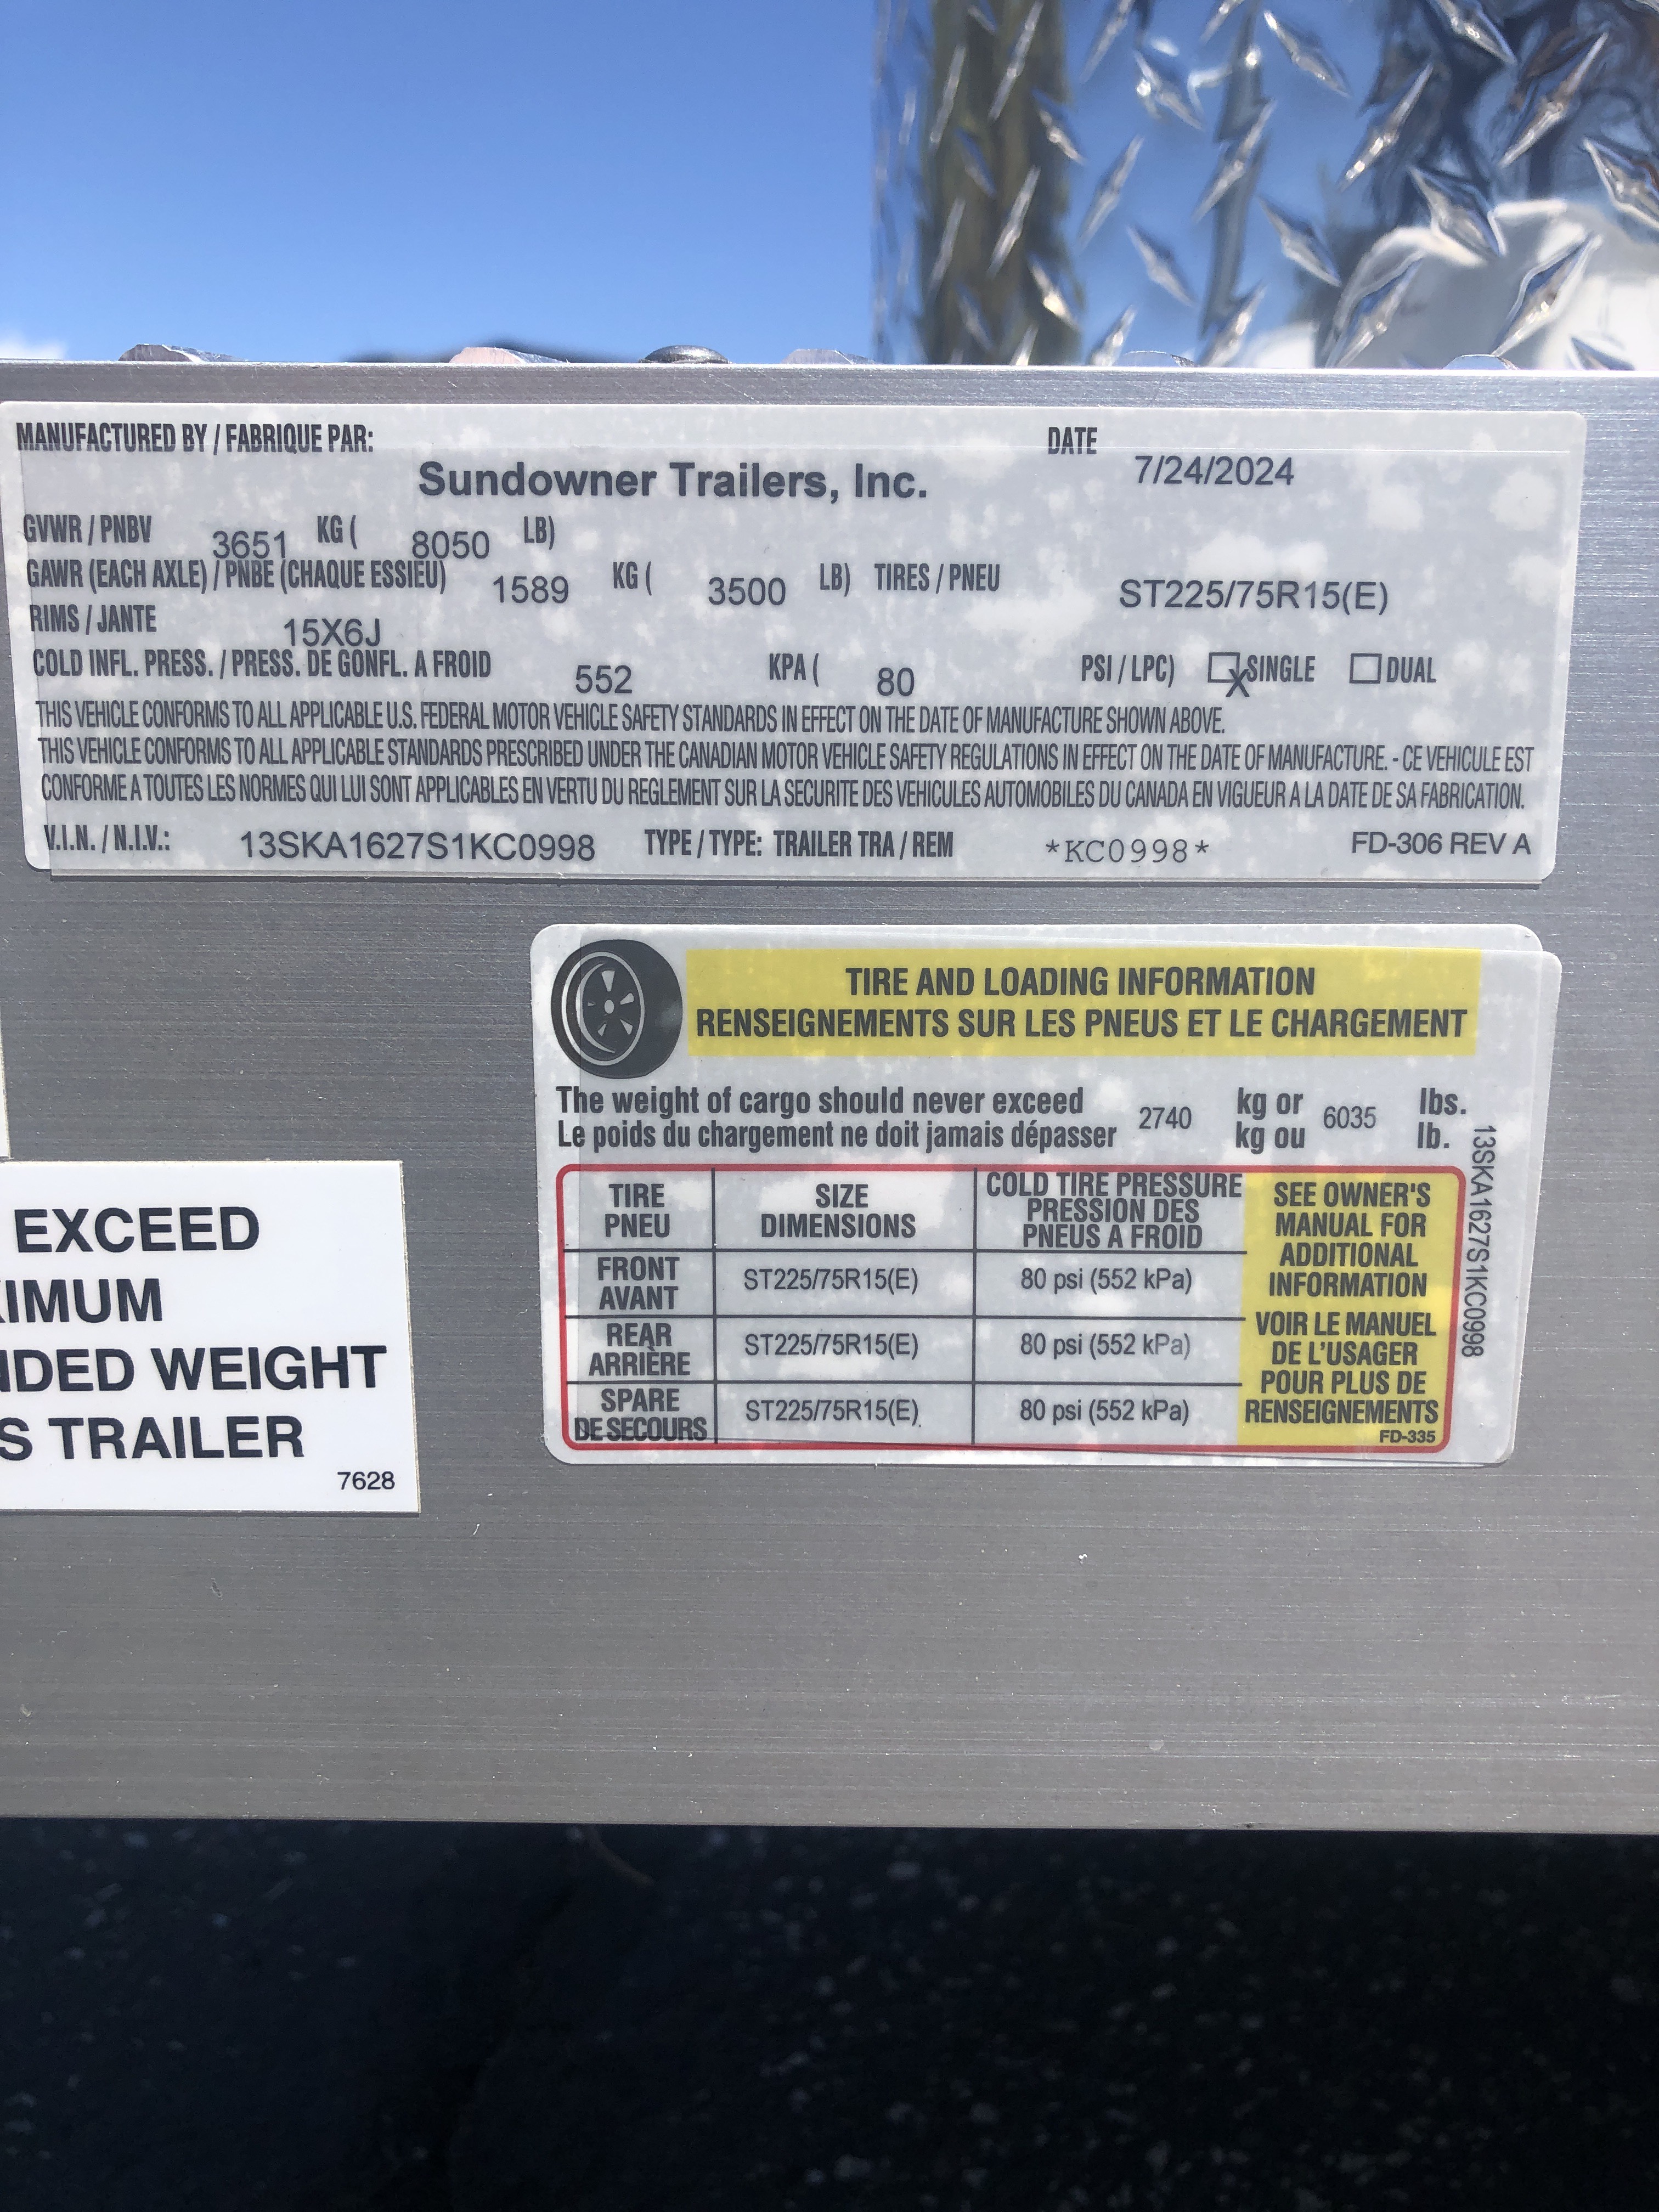 MANUFACTURED BY / FABRIQUE PAR:
DATE
Sundowner Trailers, Inc.
7/24/2024
GVWR / PNBV 3651 KG ( 8050 LB)
GAWR (EACH AXLE) / PNBE (CHAQUE ESSIEU) 1589 KG ( 3500 LB) TIRES / PNEU ST225/75R15(E)
RIMS / JANTE 15X6J
COLD INFL. PRESS. / PRESS. DE GONFL. A FROID 552 KPA ( 80 PSI / LPC) X SINGLE DUAL
THIS VEHICLE CONFORMS TO ALL APPLICABLE U.S. FEDERAL MOTOR VEHICLE SAFETY STANDARDS IN EFFECT ON THE DATE OF MANUFACTURE SHOWN ABOVE.
THIS VEHICLE CONFORMS TO ALL APPLICABLE STANDARDS PRESCRIBED UNDER THE CANADIAN MOTOR VEHICLE SAFETY REGULATIONS IN EFFECT ON THE DATE OF MANUFACTURE. - CE VEHICULE EST
CONFORME A TOUTES LES NORMES QUI LUI SONT APPLICABLES EN VERTU DU REGLEMENT SUR LA SECURITE DES VEHICULES AUTOMOBILES DU CANADA EN VIGUEUR A LA DATE DE SA FABRICATION.
V.I.N. / N.I.V.: 13SKA1627S1KC0998 TYPE / TYPE: TRAILER TRA / REM *KC0998* FD-306 REV A
TIRE AND LOADING INFORMATION
RENSEIGNEMENTS SUR LES PNEUS ET LE CHARGEMENT
The weight of cargo should never exceed 2740 kg or 6035 lbs.
Le poids du chargement ne doit jamais dépasser kg ou lb.
TIRE
PNEU
SIZE
DIMENSIONS
COLD TIRE PRESSURE
PRESSION DES
PNEUS A FROID
FRONT
AVANT
ST225/75R15(E)
80 psi (552 kPa)
REAR
ARRIÈRE
ST225/75R15(E)
80 psi (552 kPa)
SPARE
DE SECOURS
ST225/75R15(E)
80 psi (552 kPa)
SEE OWNER'S
MANUAL FOR
ADDITIONAL
INFORMATION
VOIR LE MANUEL
DE L'USAGER
POUR PLUS DE
RENSEIGNEMENTS
FD-335
13SKA1627S1KC0998
EXCEED
XIMUM
NDED WEIGHT
S TRAILER
7628